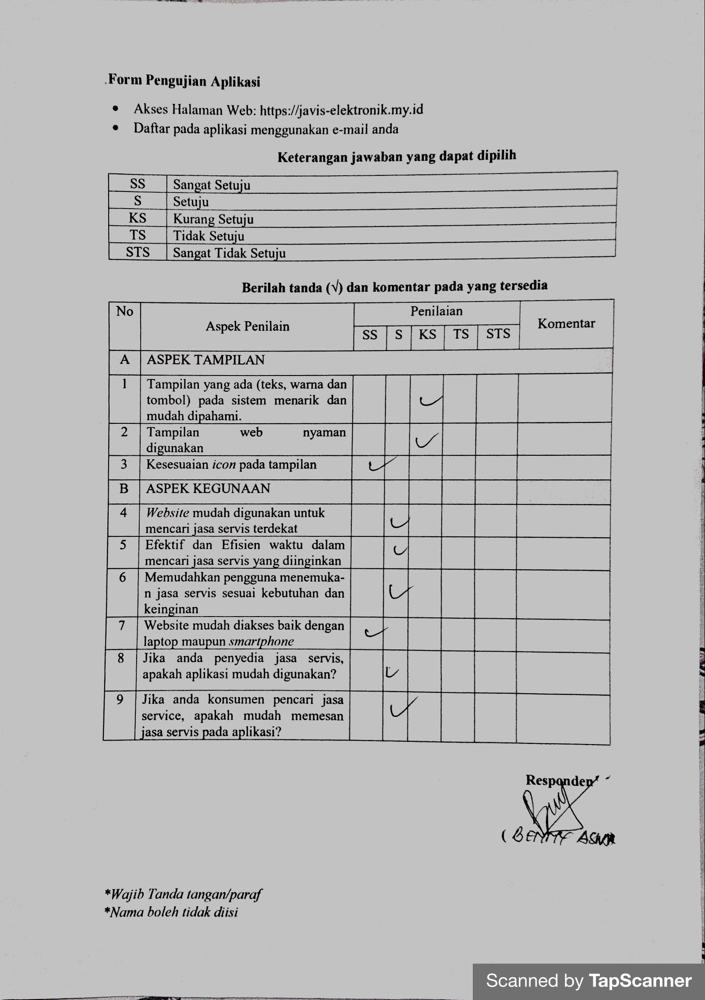 Form Pengujian Aplikasi
• Akses Halaman Web: https://javis-elektronik.my.id
• Daftar pada aplikasi menggunakan e-mail anda
Keterangan jawaban yang dapat dipilih
SS Sangat Setuju
S Setuju
KS Kurang Setuju
TS Tidak Setuju
STS Sangat Tidak Setuju
Berilah tanda (√) dan komentar pada yang tersedia
No Aspek Penilain Penilaian Komentar
SS S KS TS STS
A ASPEK TAMPILAN
1 Tampilan yang ada (teks, warna dan
tombol) pada sistem menarik dan ✓
mudah dipahami.
2 Tampilan web nyaman ✓
digunakan
3 Kesesuaian icon pada tampilan ✓
B ASPEK KEGUNAAN
4 Website mudah digunakan untuk ✓
mencari jasa servis terdekat
5 Efektif dan Efisien waktu dalam ✓
mencari jasa servis yang diinginkan
6 Memudahkan pengguna menemuka-
n jasa servis sesuai kebutuhan dan ✓
keinginan
7 Website mudah diakses baik dengan ✓
laptop maupun smartphone
8 Jika anda penyedia jasa servis,
apakah aplikasi mudah digunakan? ✓
9 Jika anda konsumen pencari jasa
service, apakah mudah memesan ✓
jasa servis pada aplikasi?
Responden
*Wajib Tanda tangan/paraf
*Nama boleh tidak diisi
Scanned by TapScanner